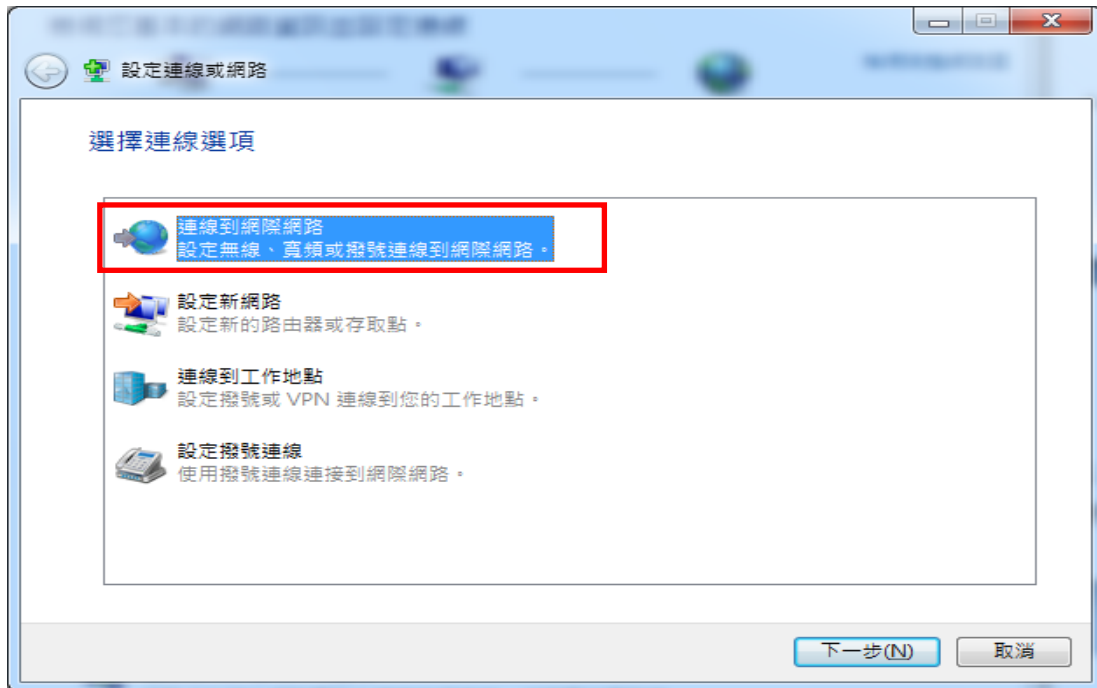 設定連線或網路
選擇連線選項
連線到網際網路
設定無線、寬頻或撥號連線到網際網路。
設定新網路
設定新的路由器或存取點。
連線到工作地點
設定撥號或 VPN 連線到您的工作地點。
設定撥號連線
使用撥號連線連接到網際網路。
下一步(N)
取消